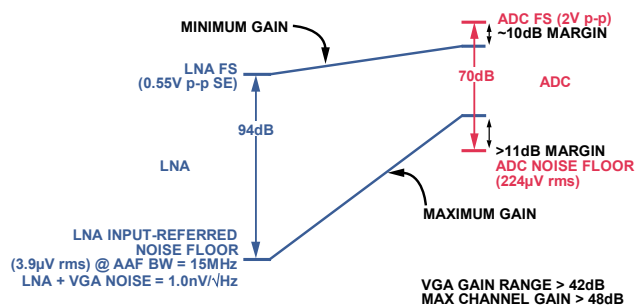 MINIMUM GAIN
ADC FS (2V p-p)
~10dB MARGIN
LNA FS
(0.55V p-p SE)
70dB
ADC
94dB
LNA
>11dB MARGIN
ADC NOISE FLOOR
(224µV rms)
MAXIMUM GAIN
LNA INPUT-REFERRED
NOISE FLOOR
(3.9µV rms) @ AAF BW = 15MHz
LNA + VGA NOISE = 1.0nV/√Hz
VGA GAIN RANGE > 42dB
MAX CHANNEL GAIN > 48dB